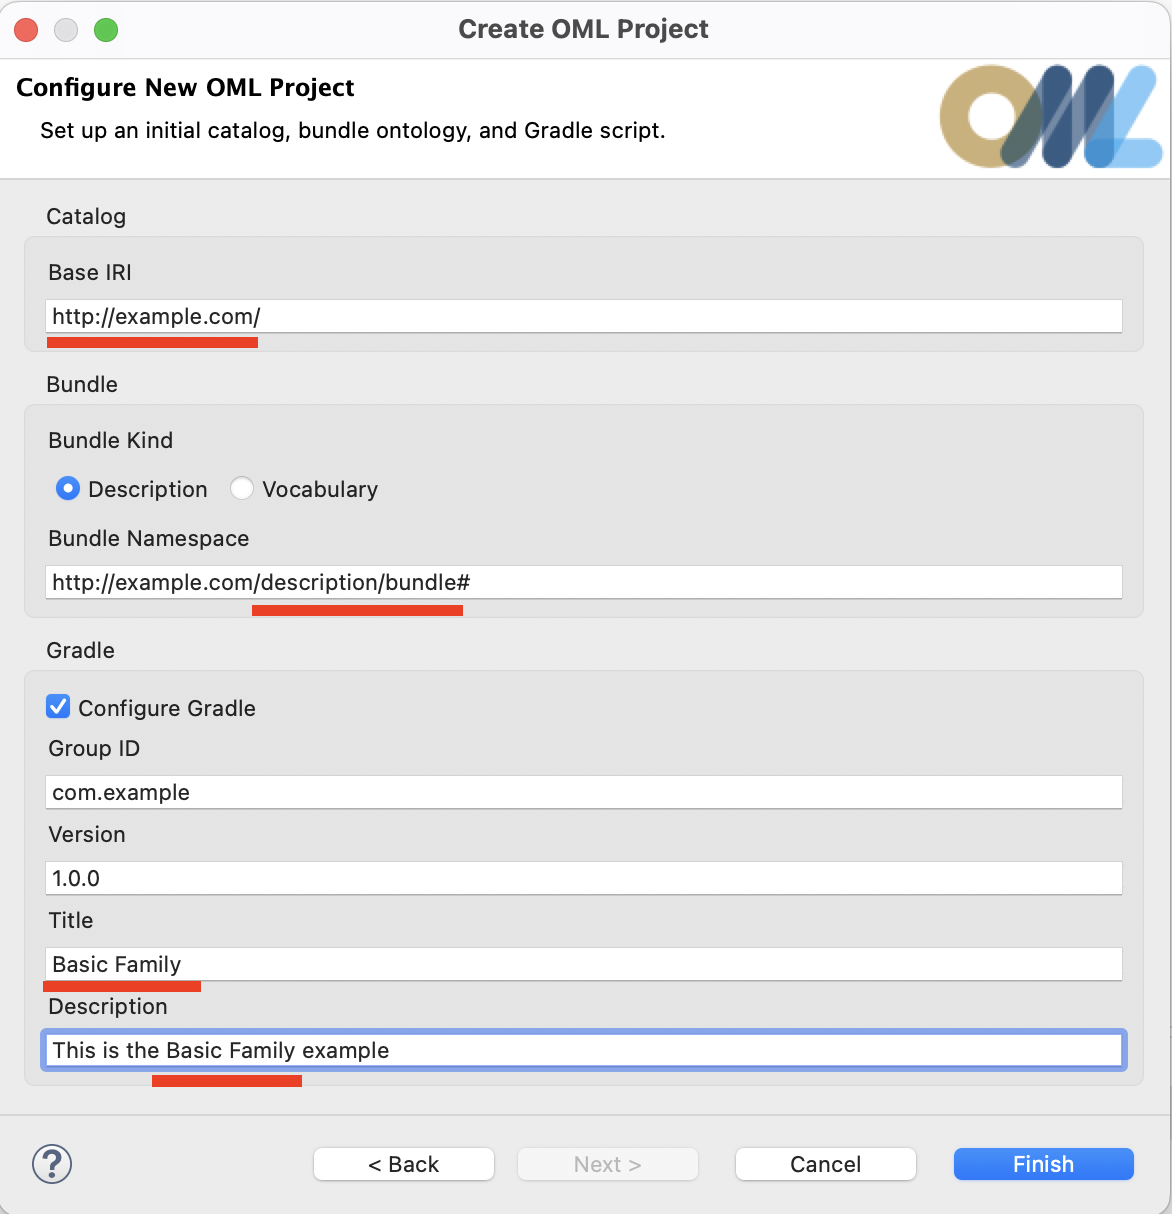 Create OML Project
Configure New OML Project
Set up an initial catalog, bundle ontology, and Gradle script.
OML
Catalog
Base IRI
http://example.com/
Bundle
Bundle Kind
Description Vocabulary
Bundle Namespace
http://example.com/description/bundle#
Gradle
Configure Gradle
Group ID
com.example
Version
1.0.0
Title
Basic Family
Description
This is the Basic Family example
? < Back Next > Cancel Finish